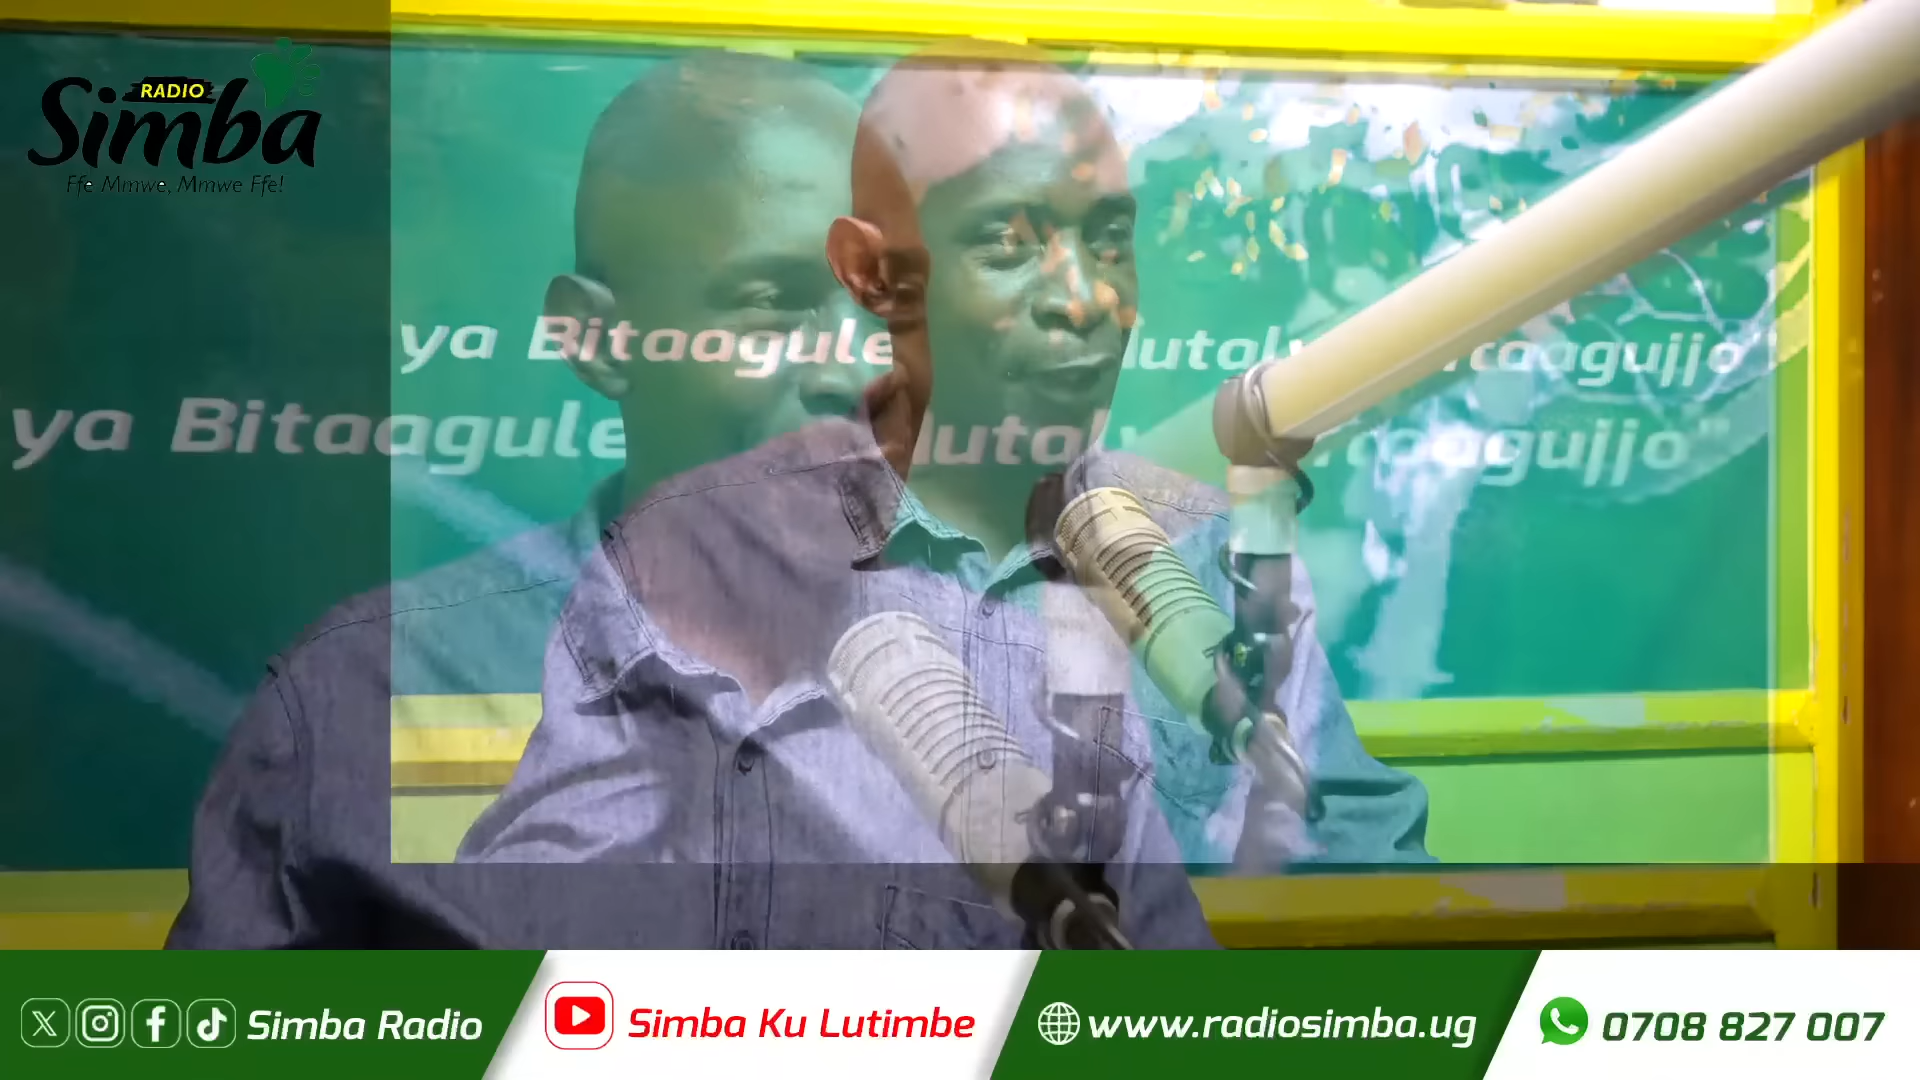 RADIO
Simba
Ffe Mmwe, Mmwe Ffe!
ya Bitaagule
ya Bitaagule
Simba Radio
Simba Ku Lutimbe
www.radiosimba.ug
0708 827 007